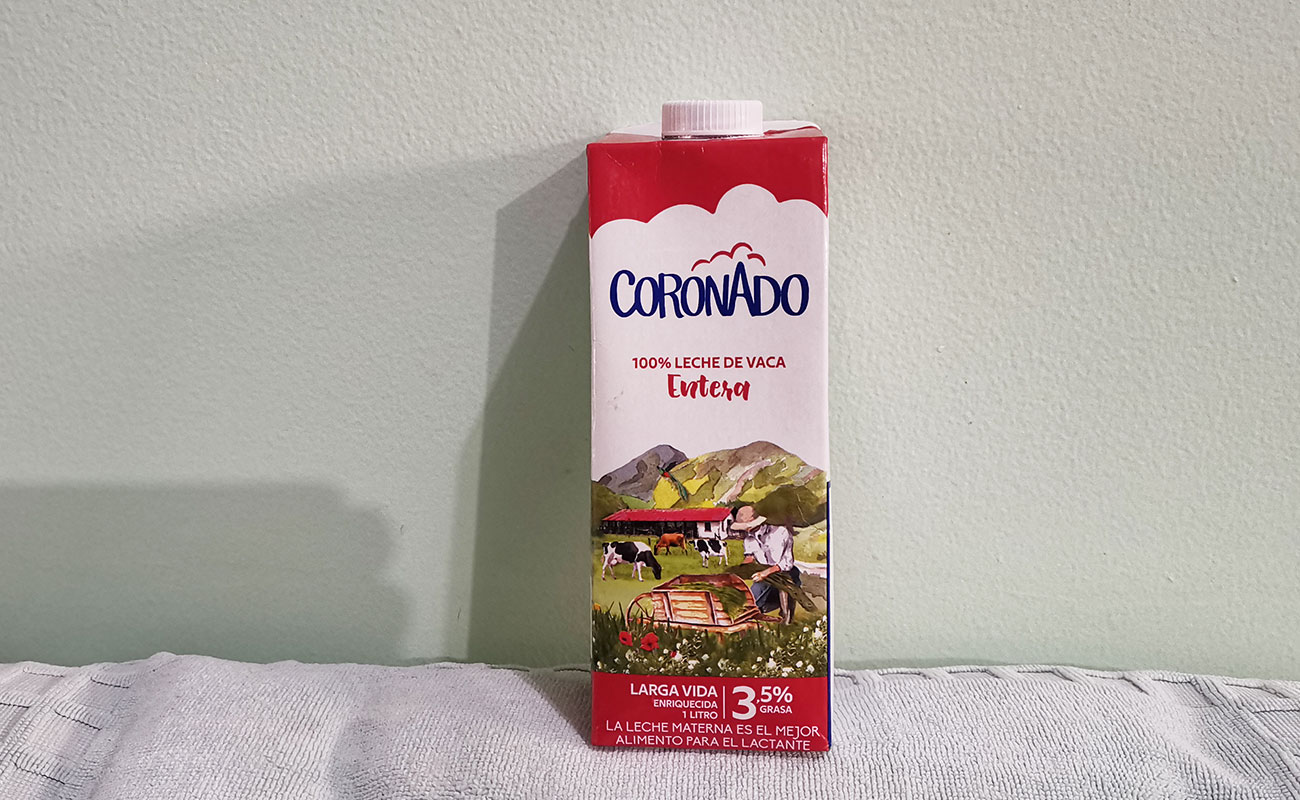 CORONADO
100% LECHE DE VACA
Entera
LARGA VIDA
ENRIQUECIDA
1 LITRO
3,5%
GRASA
LA LECHE MATERNA ES EL MEJOR
ALIMENTO PARA EL LACTANTE